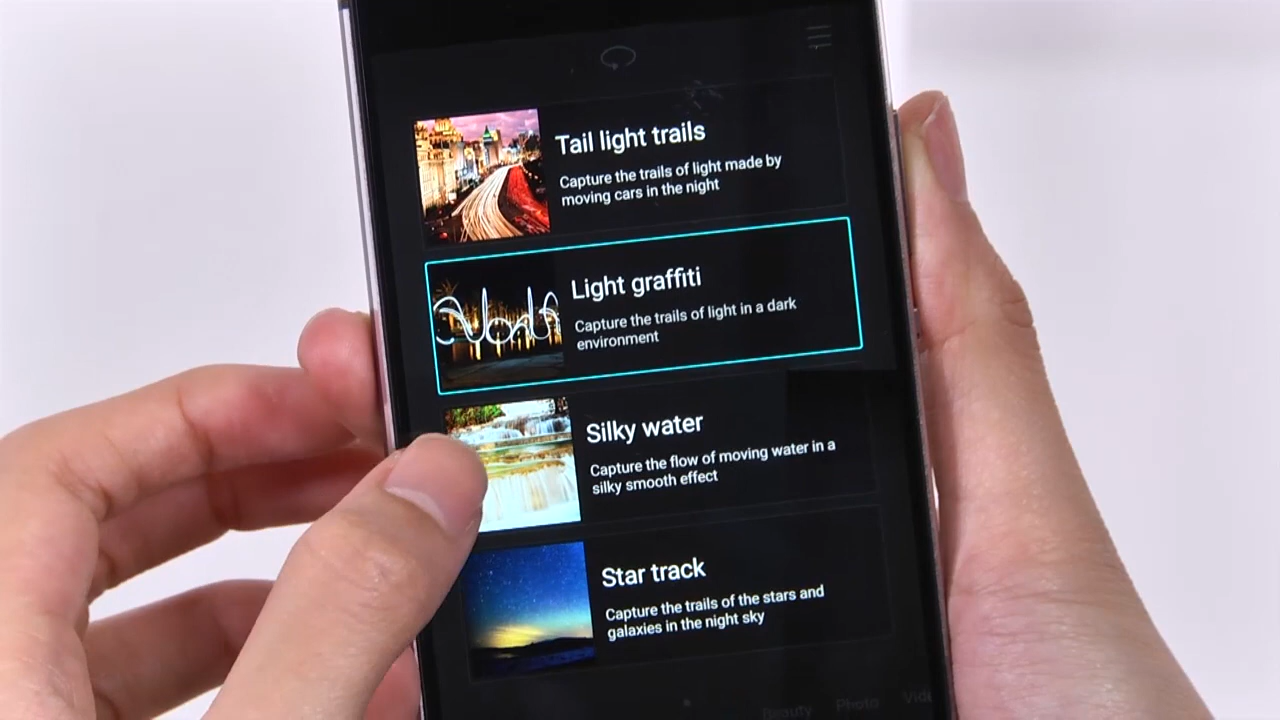 Tail light trails
Capture the trails of light made by
moving cars in the night
Light graffiti
Capture the trails of light in a dark
environment
Silky water
Capture the flow of moving water in a
silky smooth effect
Star track
Capture the trails of the stars and
galaxies in the night sky
Beauty Photo